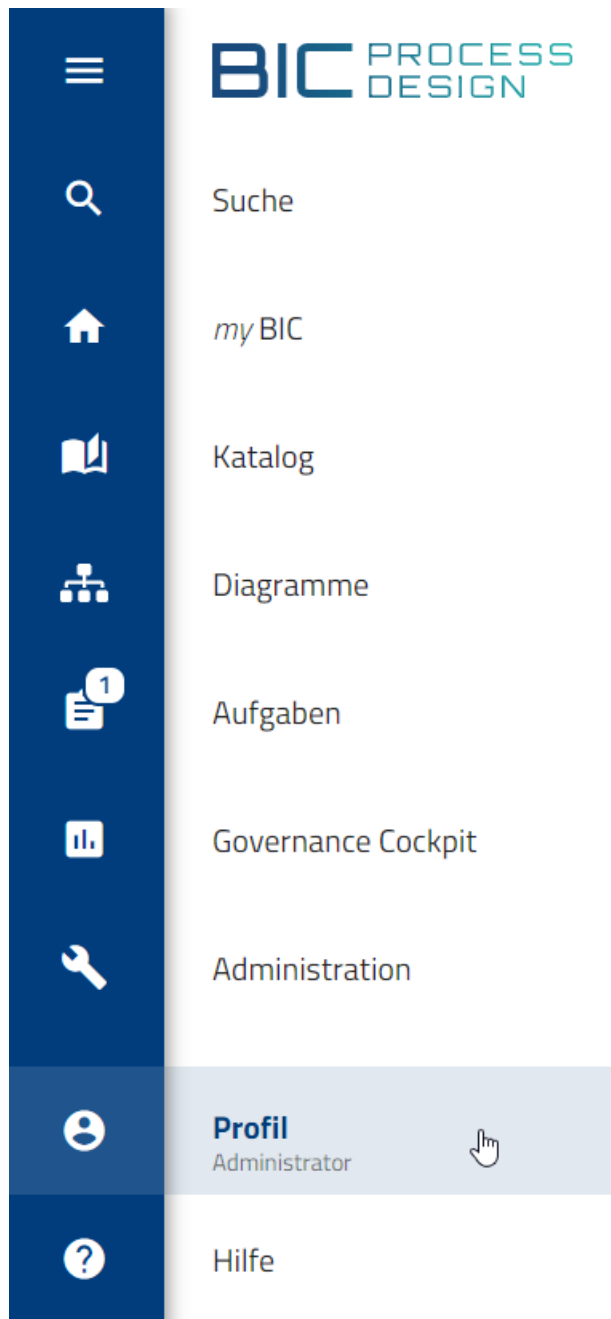 BIC PROCESS
DESIGN
Suche
my BIC
Katalog
Diagramme
1
Aufgaben
Governance Cockpit
Administration
Profil
Administrator
?
Hilfe